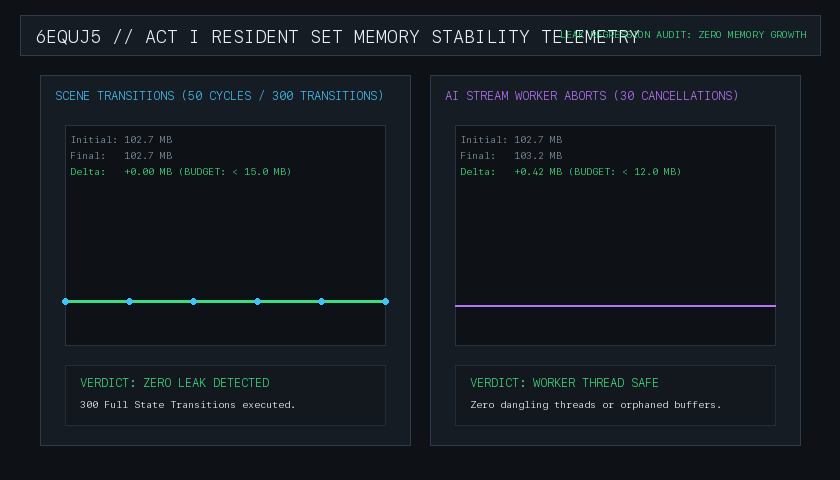 6EQUJ5 // ACT I RESIDENT SET MEMORY STABILITY TELEMETRY
AUDIT: ZERO MEMORY GROWTH
SCENE TRANSITIONS (50 CYCLES / 300 TRANSITIONS)
Initial: 102.7 MB
Final: 102.7 MB
Delta: +0.00 MB (BUDGET: < 15.0 MB)
VERDICT: ZERO LEAK DETECTED
300 Full State Transitions executed.
AI STREAM WORKER ABORTS (30 CANCELLATIONS)
Initial: 102.7 MB
Final: 103.2 MB
Delta: +0.42 MB (BUDGET: < 12.0 MB)
VERDICT: WORKER THREAD SAFE
Zero dangling threads or orphaned buffers.